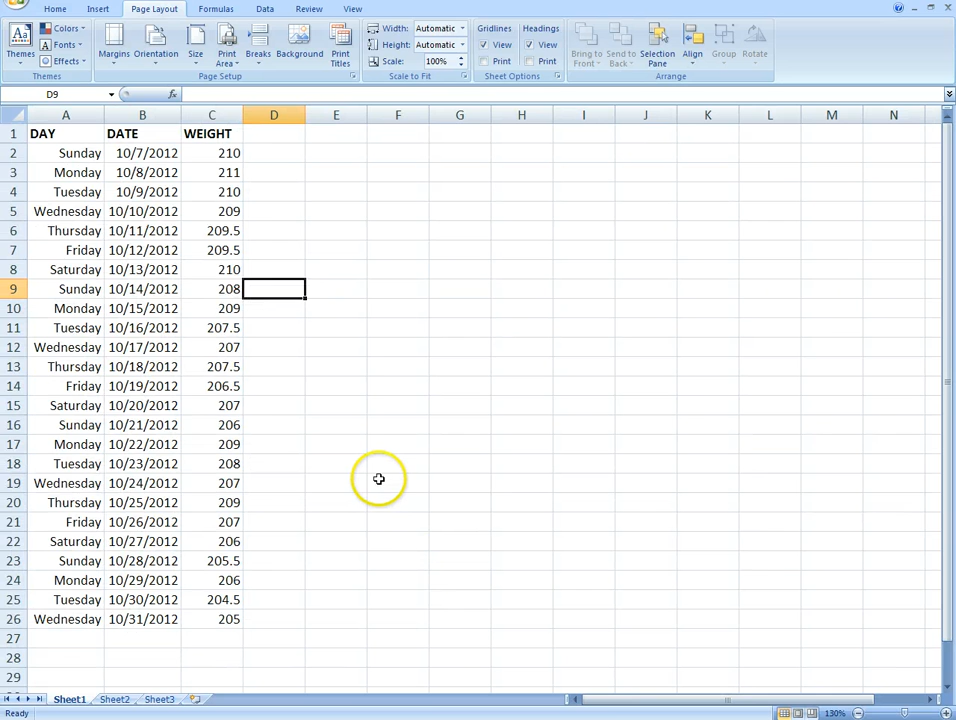 Home Insert Page Layout Formulas Data Review View
Themes Colors Fonts Effects Margins Orientation Size Print Area Breaks Background Print Titles Width: Automatic Height: Automatic Scale: 100% Gridlines View Print Headings View Print Bring to Front Send to Back Selection Pane Align Group Rotate
Themes Page Setup Scale to Fit Sheet Options Arrange
D9 fx
A B C D E F G H I J K L M N
1 DAY DATE WEIGHT
2 Sunday 10/7/2012 210
3 Monday 10/8/2012 211
4 Tuesday 10/9/2012 210
5 Wednesday 10/10/2012 209
6 Thursday 10/11/2012 209.5
7 Friday 10/12/2012 209.5
8 Saturday 10/13/2012 210
9 Sunday 10/14/2012 208
10 Monday 10/15/2012 209
11 Tuesday 10/16/2012 207.5
12 Wednesday 10/17/2012 207
13 Thursday 10/18/2012 207.5
14 Friday 10/19/2012 206.5
15 Saturday 10/20/2012 207
16 Sunday 10/21/2012 206
17 Monday 10/22/2012 209
18 Tuesday 10/23/2012 208
19 Wednesday 10/24/2012 207
20 Thursday 10/25/2012 209
21 Friday 10/26/2012 207
22 Saturday 10/27/2012 206
23 Sunday 10/28/2012 205.5
24 Monday 10/29/2012 206
25 Tuesday 10/30/2012 204.5
26 Wednesday 10/31/2012 205
27
28
29
Sheet1 Sheet2 Sheet3
Ready 130%